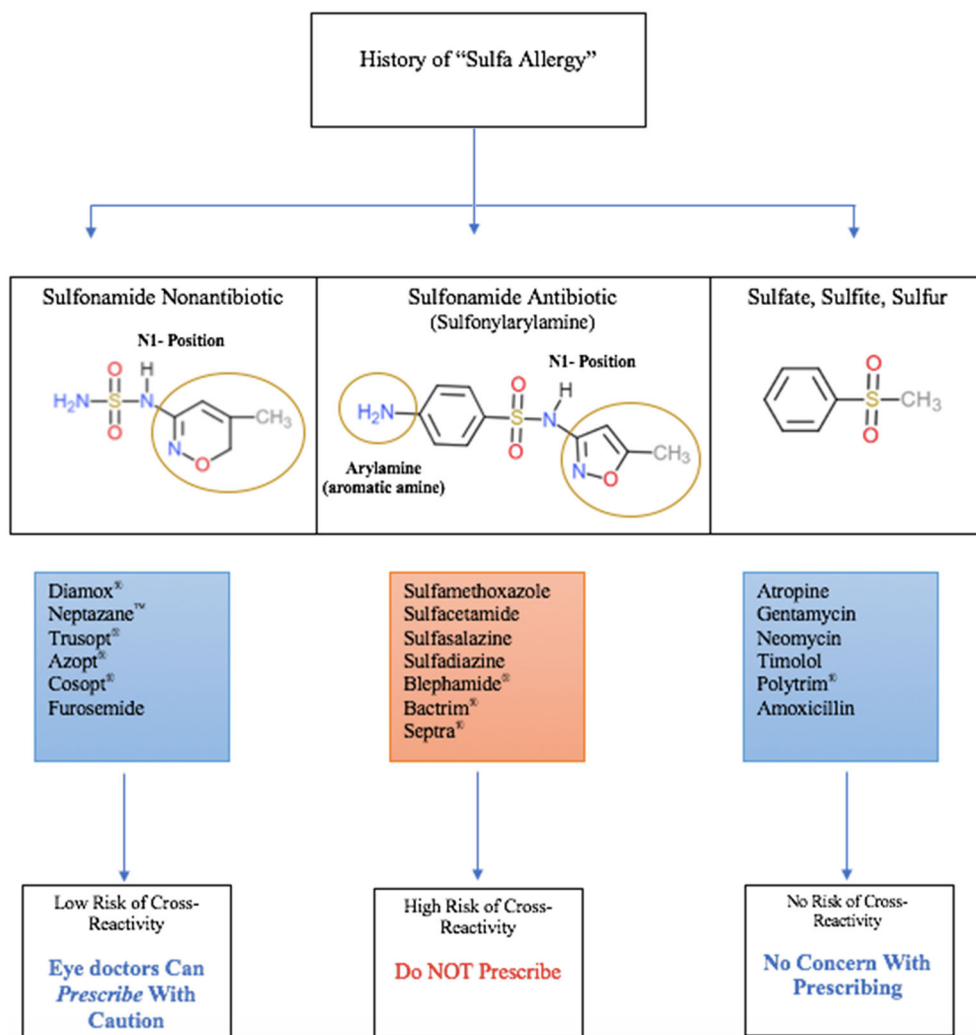 History of “Sulfa Allergy”
Sulfonamide Nonantibiotic
N1- Position
O
H
H₂N
S
N
O
N
O
CH₃
Sulfonamide Antibiotic
(Sulfonylarylamine)
N1- Position
H₂N
O
H
S
N
O
N
O
CH₃
Arylamine
(aromatic amine)
Sulfate, Sulfite, Sulfur
O
S
CH₃
O
Diamox®
Neptazane™
Trusopt®
Azopt®
Cosopt®
Furosemide
Sulfamethoxazole
Sulfacetamide
Sulfasalazine
Sulfadiazine
Blephamide®
Bactrim®
Septra®
Atropine
Gentamycin
Neomycin
Timolol
Polytrim®
Amoxicillin
Low Risk of Cross-
Reactivity
Eye doctors Can
Prescribe With
Caution
High Risk of Cross-
Reactivity
Do NOT Prescribe
No Risk of Cross-
Reactivity
No Concern With
Prescribing